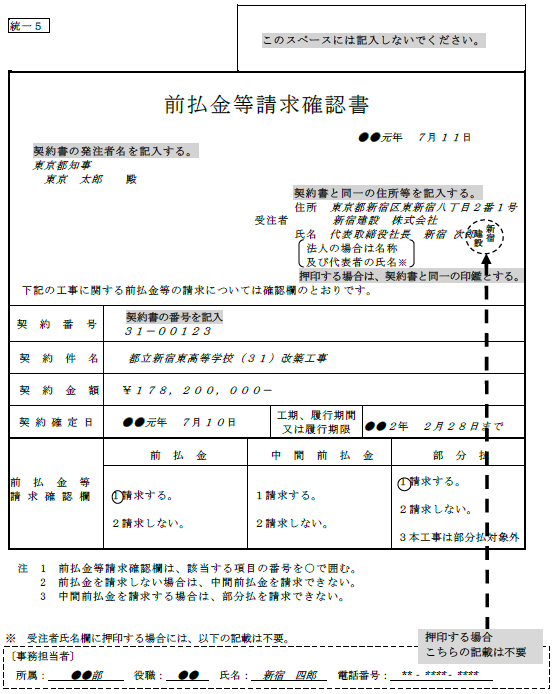 統－５
このスペースには記入しないでください。
前払金等請求確認書
●●元年　７月１１日
契約書の発注者名を記入する。
東京都知事
東京　太郎　殿
契約書と同一の住所等を記入する。
住所　東京都新宿区東新宿八丁目２番１号
受注者　新宿建設　株式会社
氏名　代表取締役社長　新宿　次郎
新宿建設
法人の場合は名称
及び代表者の氏名※
押印する場合は、契約書と同一の印鑑とする。
下記の工事に関する前払金等の請求については確認欄のとおりです。
契約番号
契約書の番号を記入
３１－００１２３
契約件名　都立新宿東高等学校（３１）改築工事
契約金額　￥１７８，２００，０００－
契約確定日　●●元年　７月１０日
工期、履行期間
又は履行期限
●●２年　２月２８日まで
前払金等
請求確認欄
前払金　中間前払金　部分払
１請求する。　１請求する。　１請求する。
２請求しない。　２請求しない。　２請求しない。
３本工事は部分払対象外
注　１　前払金等請求確認欄は、該当する項目の番号を○で囲む。
２　前払金を請求しない場合は、中間前払金を請求できない。
３　中間前払金を請求する場合は、部分払を請求できない。
押印する場合
こちらの記載は不要
※　受注者氏名欄に押印する場合には、以下の記載は不要。
〔事務担当者〕
所属：　●●部　役職：　●●　氏名：　新宿　四郎　電話番号：　**－****－****